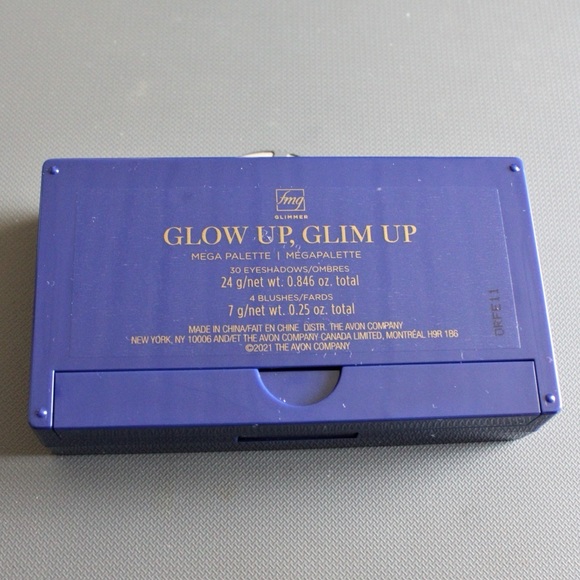 fmg
GLIMMER
GLOW UP, GLIM UP
MEGA PALETTE | MÉGAPALETTE
30 EYESHADOWS/OMBRES
24 g/net wt. 0.846 oz. total
4 BLUSHES/FARDS
7 g/net wt. 0.25 oz. total
MADE IN CHINA/FAIT EN CHINE DISTR. THE AVON COMPANY
NEW YORK, NY 10006 AND/ET THE AVON COMPANY CANADA LIMITED, MONTRÉAL H9R 1B6
©2021 THE AVON COMPANY